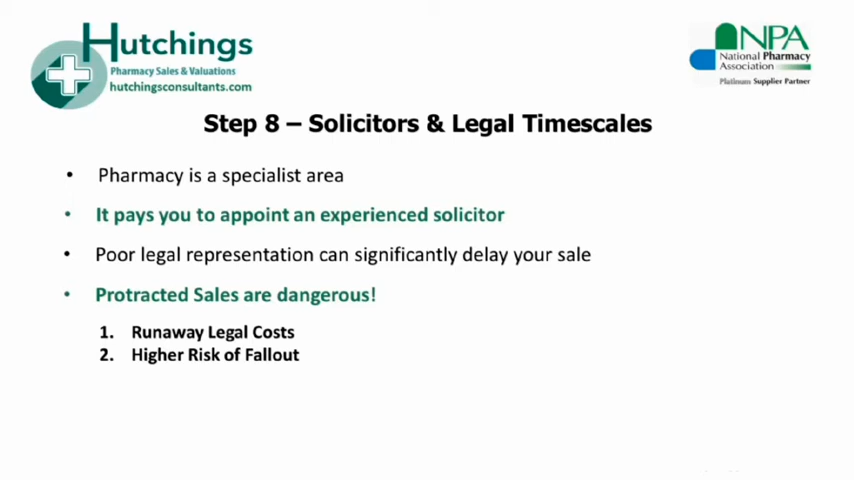 Hutchings
Pharmacy Sales & Valuations
hutchingsconsultants.com
NPA
National Pharmacy
Association
Platinum Supplier Partner
Step 8 – Solicitors & Legal Timescales
• Pharmacy is a specialist area
• It pays you to appoint an experienced solicitor
• Poor legal representation can significantly delay your sale
• Protracted Sales are dangerous!
1. Runaway Legal Costs
2. Higher Risk of Fallout